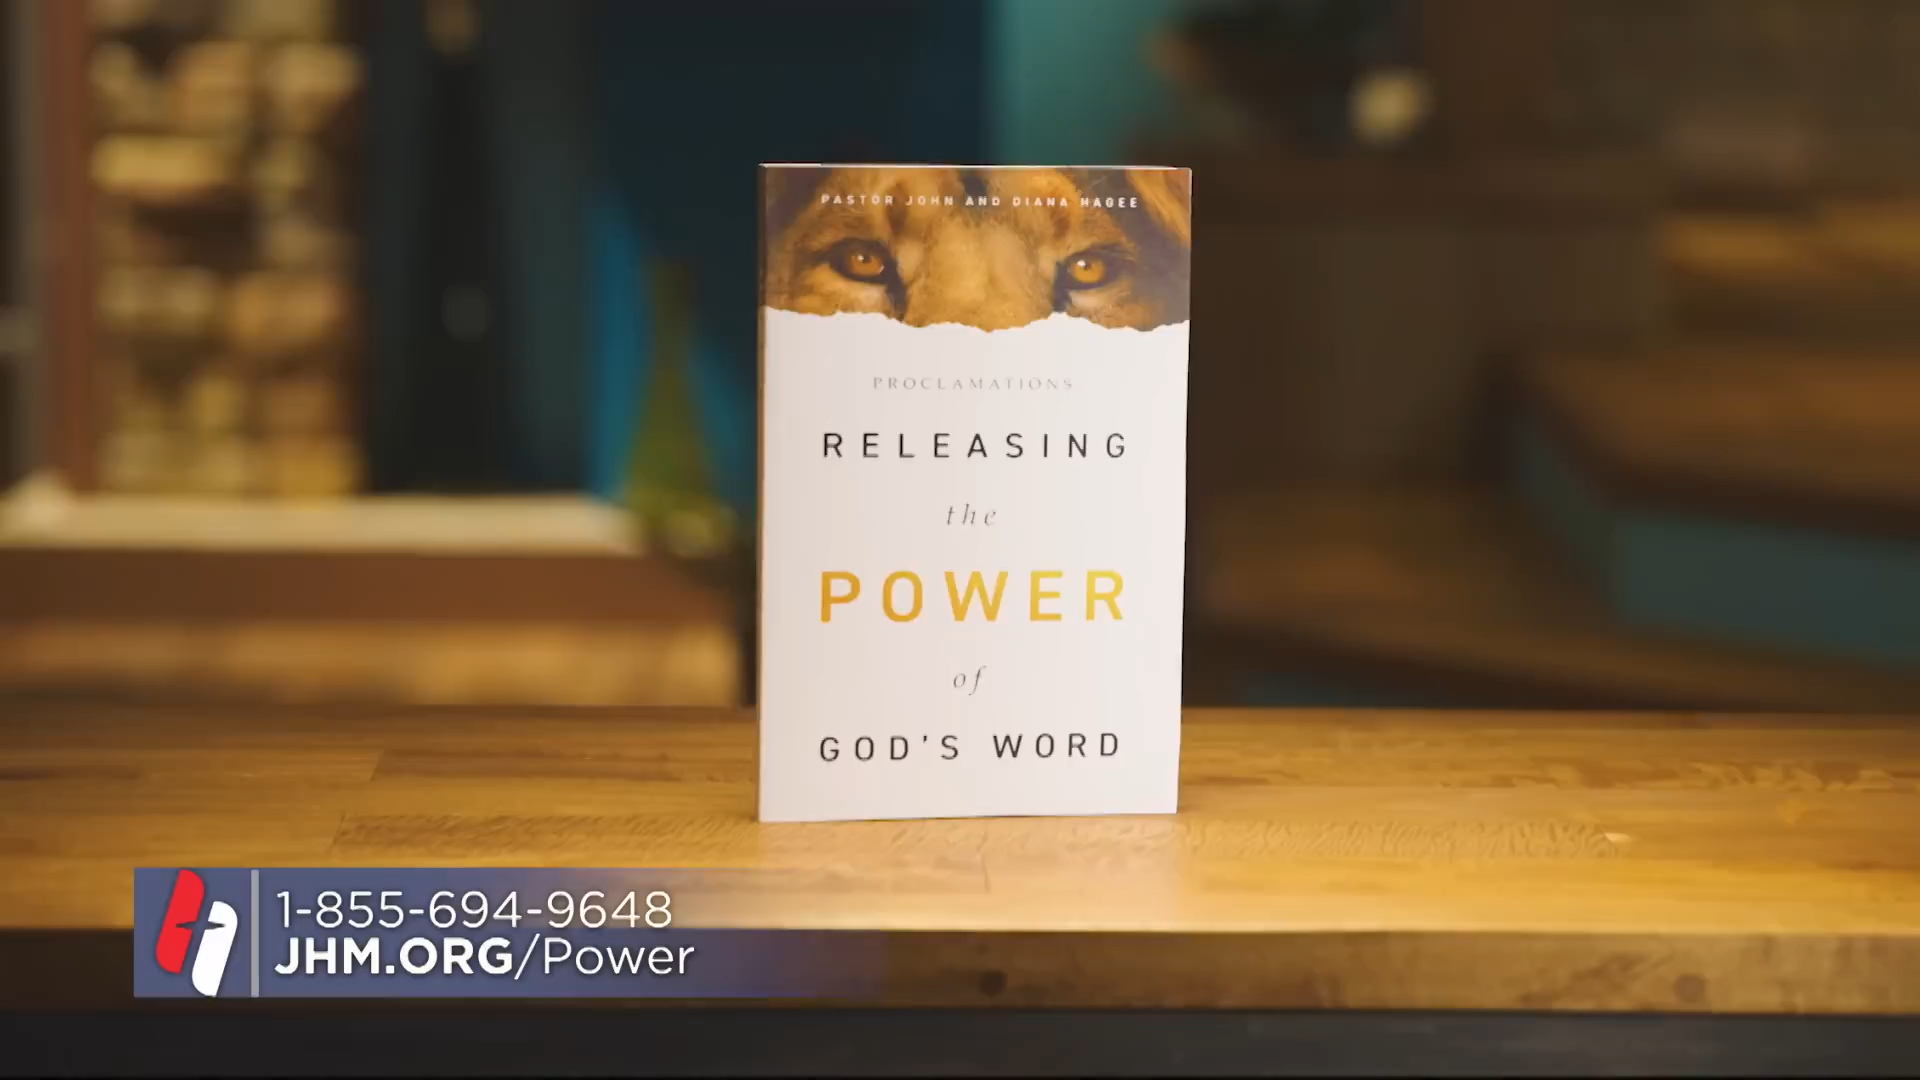 PASTOR JOHN AND DIANA HAGEE
PROCLAMATIONS
RELEASING
the
POWER
of
GOD'S WORD
1-855-694-9648
JHM.ORG/Power